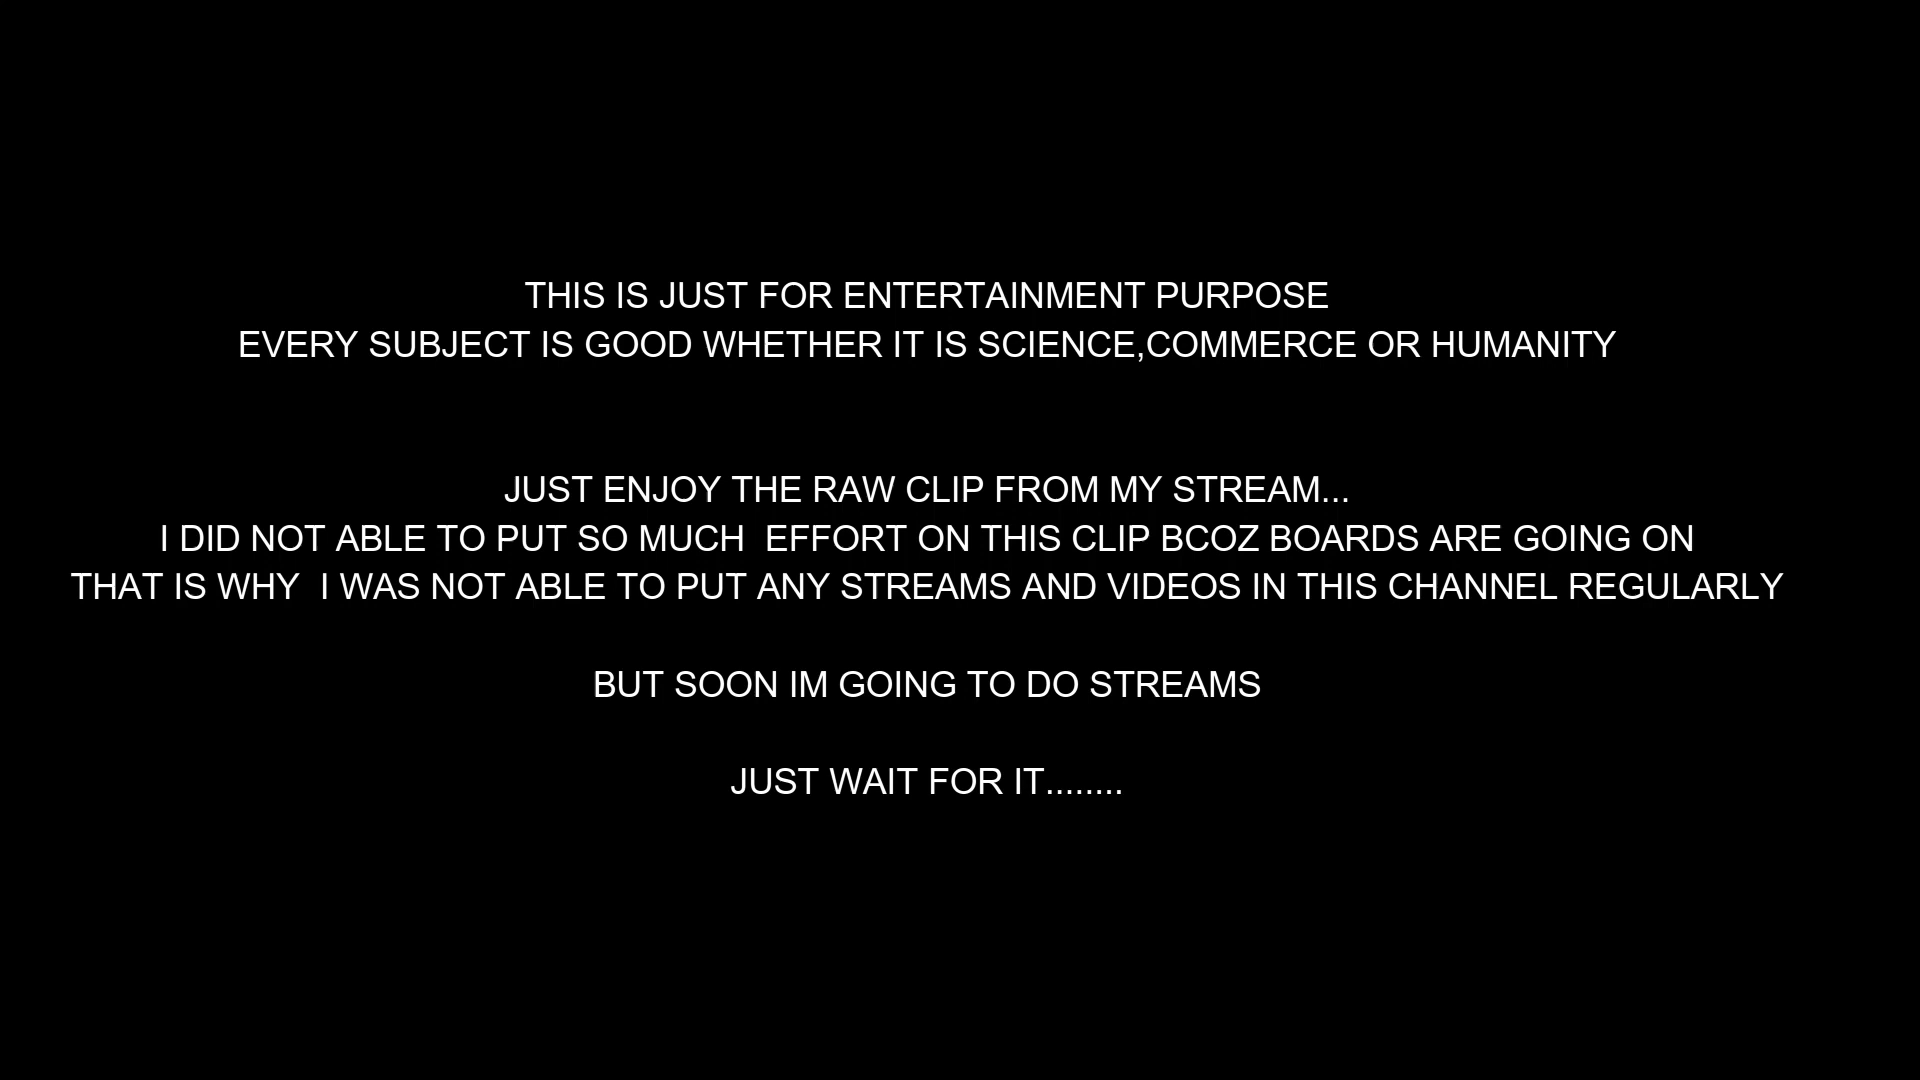 THIS IS JUST FOR ENTERTAINMENT PURPOSE
EVERY SUBJECT IS GOOD WHETHER IT IS SCIENCE,COMMERCE OR HUMANITY
JUST ENJOY THE RAW CLIP FROM MY STREAM...
I DID NOT ABLE TO PUT SO MUCH  EFFORT ON THIS CLIP BCOZ BOARDS ARE GOING ON
THAT IS WHY  I WAS NOT ABLE TO PUT ANY STREAMS AND VIDEOS IN THIS CHANNEL REGULARLY
BUT SOON IM GOING TO DO STREAMS
JUST WAIT FOR IT........